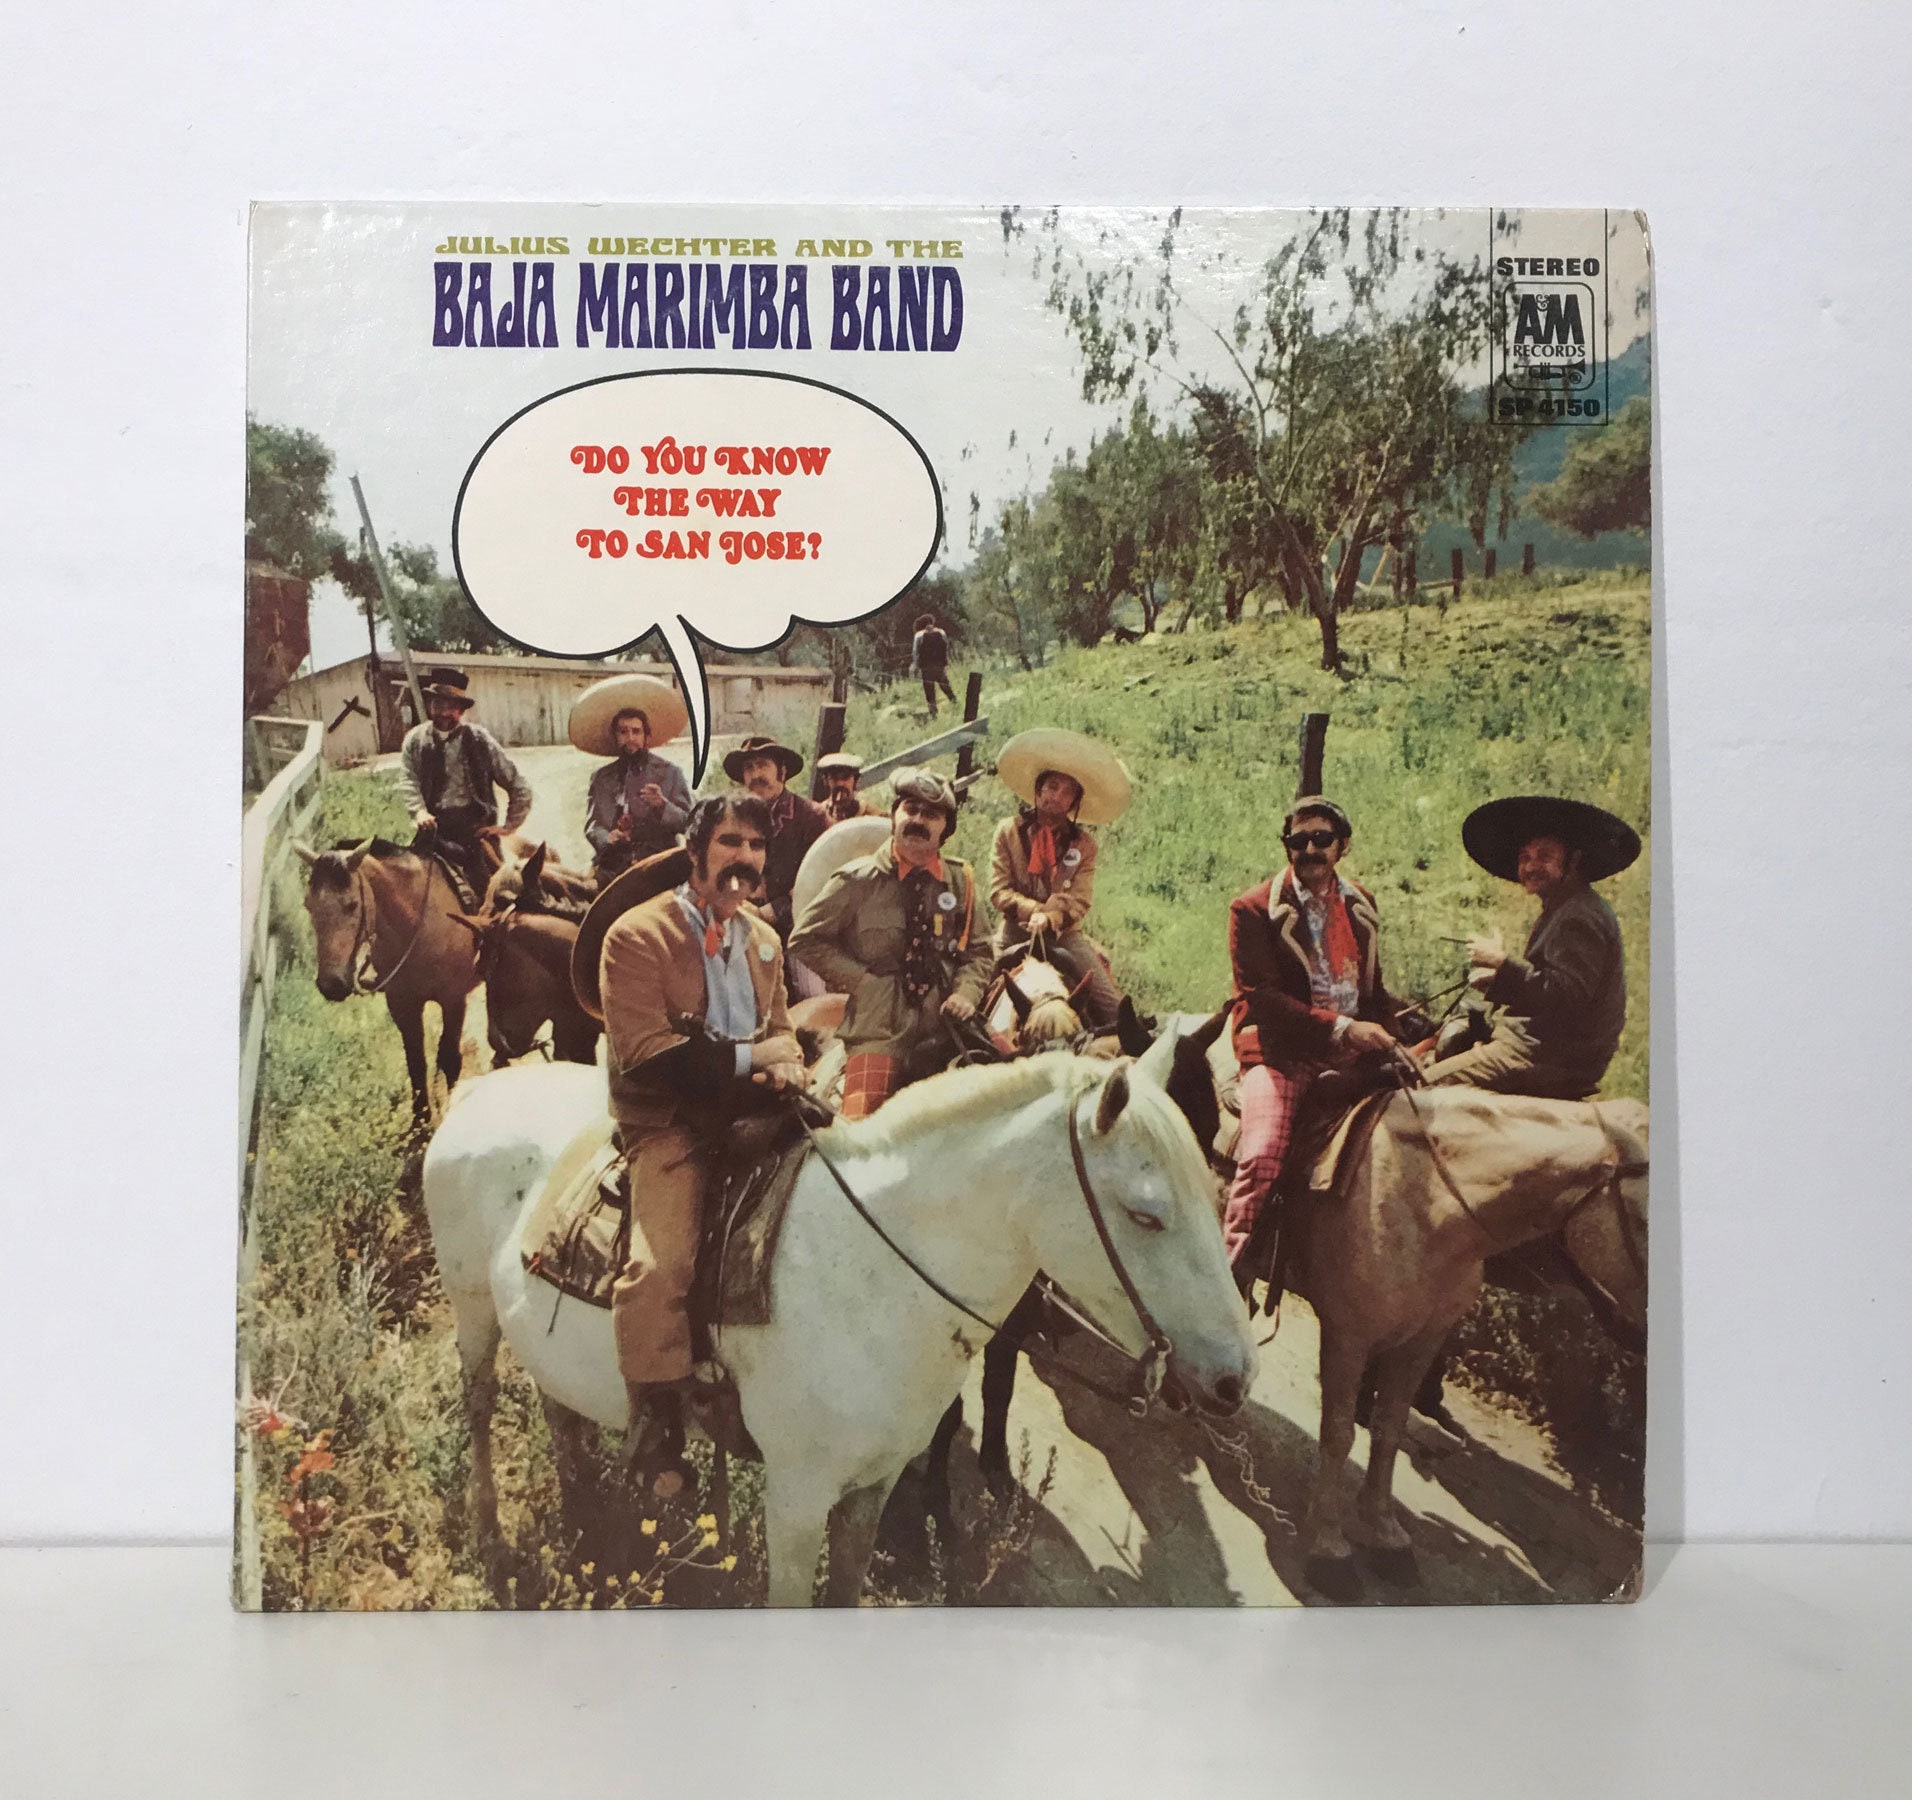 JULIUS WECHTER AND THE
BAJA MARIMBA BAND
DO YOU KNOW
THE WAY
TO SAN JOSE?
STEREO
A&M
RECORDS
SP 4150